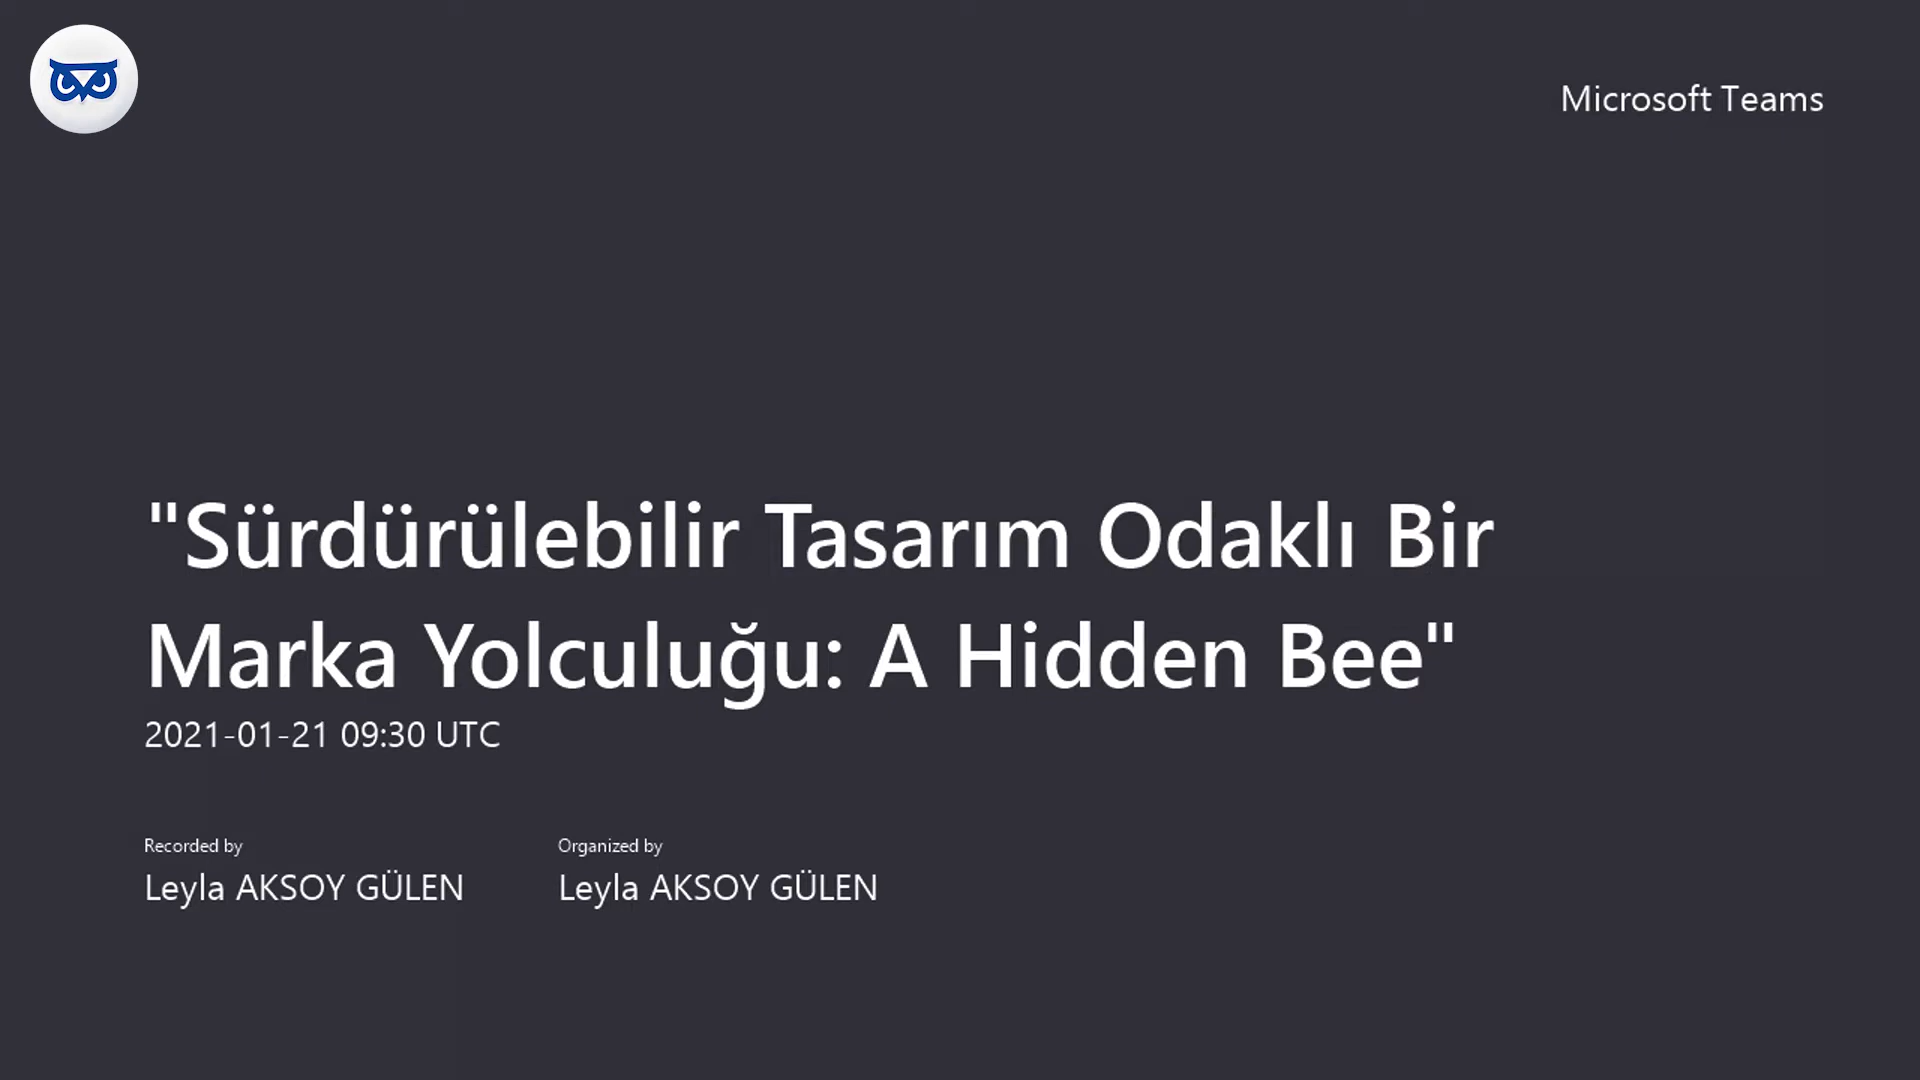 Microsoft Teams
"Sürdürülebilir Tasarım Odaklı Bir
Marka Yolculuğu: A Hidden Bee"
2021-01-21 09:30 UTC
Recorded by
Leyla AKSOY GÜLEN
Organized by
Leyla AKSOY GÜLEN